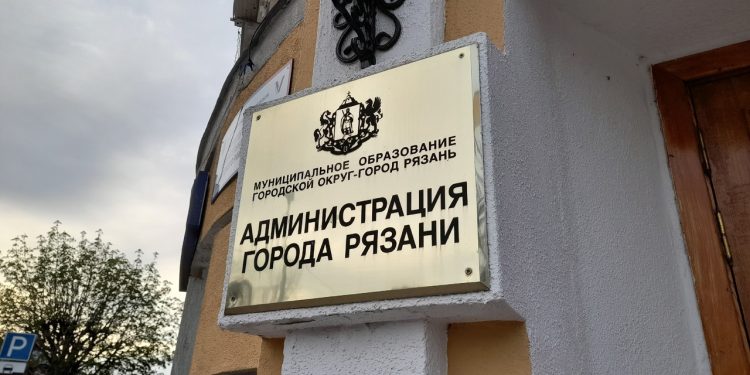 МУНИЦИПАЛЬНОЕ ОБРАЗОВАНИЕ
ГОРОДСКОЙ ОКРУГ-ГОРОД РЯЗАНЬ
АДМИНИСТРАЦИЯ
ГОРОДА РЯЗАНИ
P